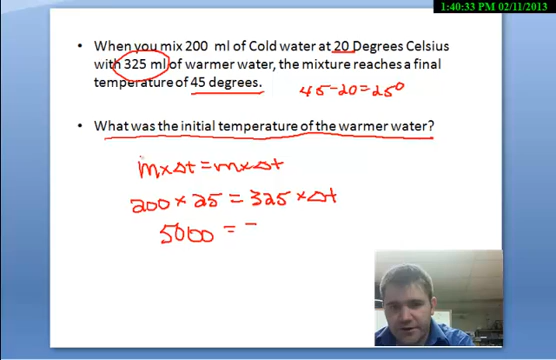 1:40:33 PM 02/11/2013
• When you mix 200 ml of Cold water at 20 Degrees Celsius
with 325 ml of warmer water, the mixture reaches a final
temperature of 45 degrees.
45-20=25°
• What was the initial temperature of the warmer water?
m×Δt=m×Δt
200 × 25 = 325 × Δt
5000 =